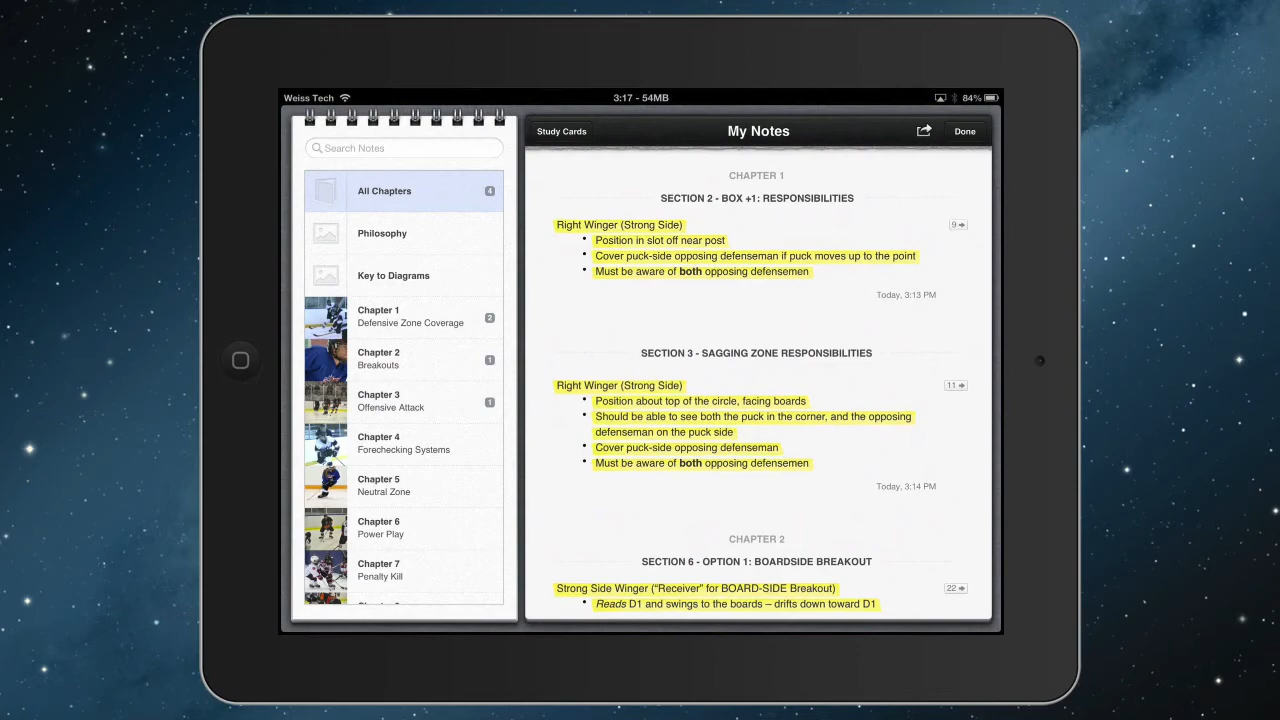 Weiss Tech
3:17 - 54MB
84%
Search Notes
All Chapters
4
Philosophy
Key to Diagrams
Chapter 1
Defensive Zone Coverage
2
Chapter 2
Breakouts
1
Chapter 3
Offensive Attack
1
Chapter 4
Forechecking Systems
Chapter 5
Neutral Zone
Chapter 6
Power Play
Chapter 7
Penalty Kill
Study Cards
My Notes
Done
CHAPTER 1
SECTION 2 - BOX +1: RESPONSIBILITIES
Right Winger (Strong Side)
9
• Position in slot off near post
• Cover puck-side opposing defenseman if puck moves up to the point
• Must be aware of both opposing defensemen
Today, 3:13 PM
SECTION 3 - SAGGING ZONE RESPONSIBILITIES
Right Winger (Strong Side)
11
• Position about top of the circle, facing boards
• Should be able to see both the puck in the corner, and the opposing
defenseman on the puck side
• Cover puck-side opposing defenseman
• Must be aware of both opposing defensemen
Today, 3:14 PM
CHAPTER 2
SECTION 6 - OPTION 1: BOARDSIDE BREAKOUT
Strong Side Winger (“Receiver” for BOARD-SIDE Breakout)
22
• Reads D1 and swings to the boards – drifts down toward D1